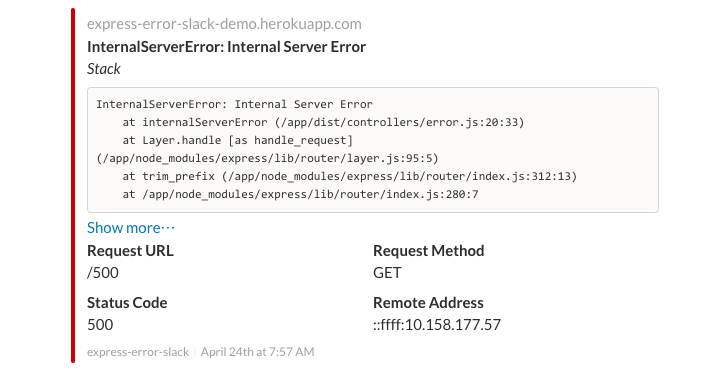 express-error-slack-demo.herokuapp.com
InternalServerError: Internal Server Error
Stack
InternalServerError: Internal Server Error
    at internalServerError (/app/dist/controllers/error.js:20:33)
    at Layer.handle [as handle_request]
(/app/node_modules/express/lib/router/layer.js:95:5)
    at trim_prefix (/app/node_modules/express/lib/router/index.js:312:13)
    at /app/node_modules/express/lib/router/index.js:280:7
Show more…
Request URL Request Method
/500 GET
Status Code Remote Address
500 ::ffff:10.158.177.57
express-error-slack | April 24th at 7:57 AM